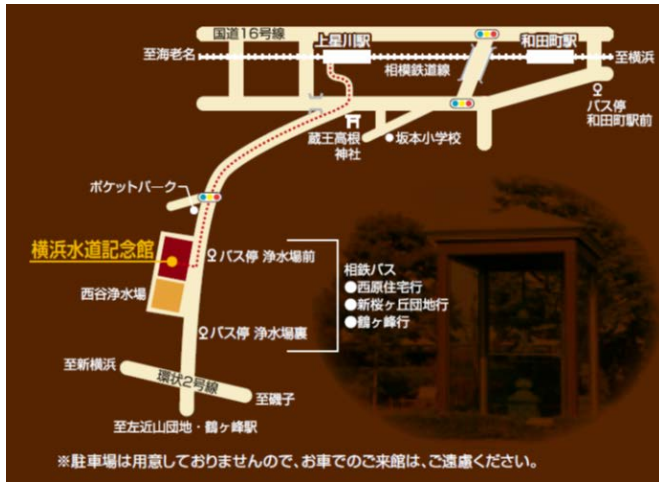 国道16号線
上星川駅
和田町駅
至海老名
相模鉄道線
至横浜
バス停
和田町駅前
蔵王高根
神社
坂本小学校
ポケットパーク
横浜水道記念館
バス停 浄水場前
相鉄バス
●西原住宅行
●新桜ヶ丘団地行
●鶴ヶ峰行
西谷浄水場
バス停 浄水場裏
至新横浜
環状2号線
至磯子
至左近山団地・鶴ヶ峰駅
※駐車場は用意しておりませんので、お車でのご来館は、ご遠慮ください。